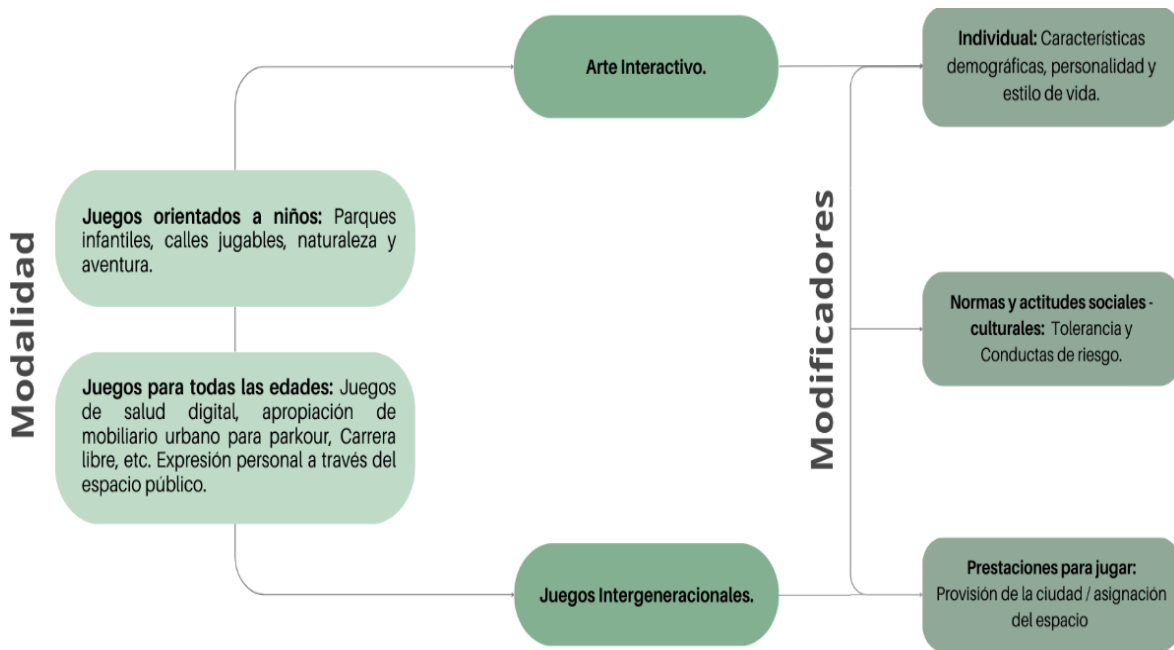 Modalidad
Juegos orientados a niños: Parques
infantiles, calles jugables, naturaleza y
aventura.
Juegos para todas las edades: Juegos
de salud digital, apropiación de
mobiliario urbano para parkour, Carrera
libre, etc. Expresión personal a través del
espacio público.
Arte Interactivo.
Juegos Intergeneracionales.
Modificadores
Individual: Características
demográficas, personalidad y
estilo de vida.
Normas y actitudes sociales -
culturales: Tolerancia y
Conductas de riesgo.
Prestaciones para jugar:
Provisión de la ciudad / asignación
del espacio